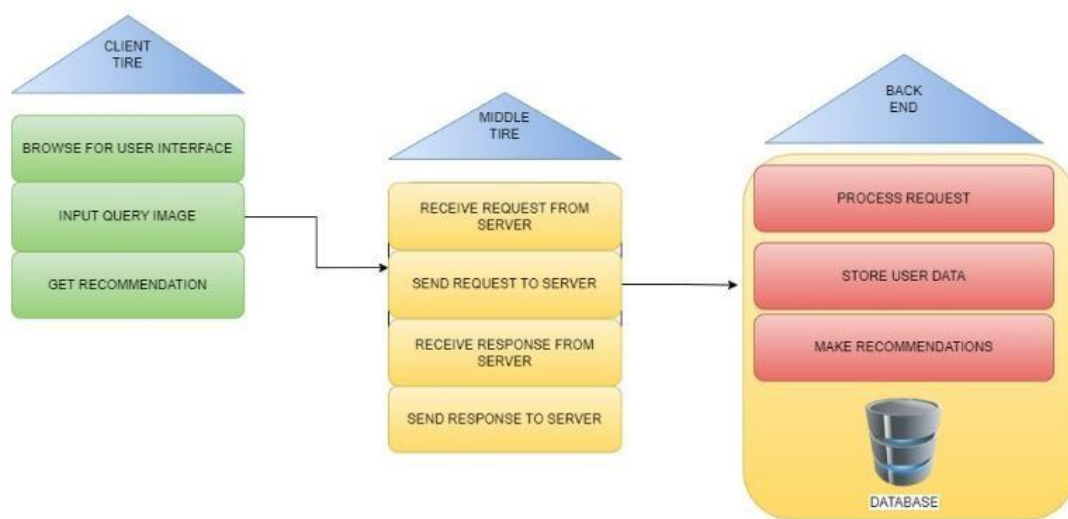 CLIENT
TIRE
BROWSE FOR USER INTERFACE
INPUT QUERY IMAGE
GET RECOMMENDATION
MIDDLE
TIRE
RECEIVE REQUEST FROM
SERVER
SEND REQUEST TO SERVER
RECEIVE RESPONSE FROM
SERVER
SEND RESPONSE TO SERVER
BACK
END
PROCESS REQUEST
STORE USER DATA
MAKE RECOMMENDATIONS
DATABASE